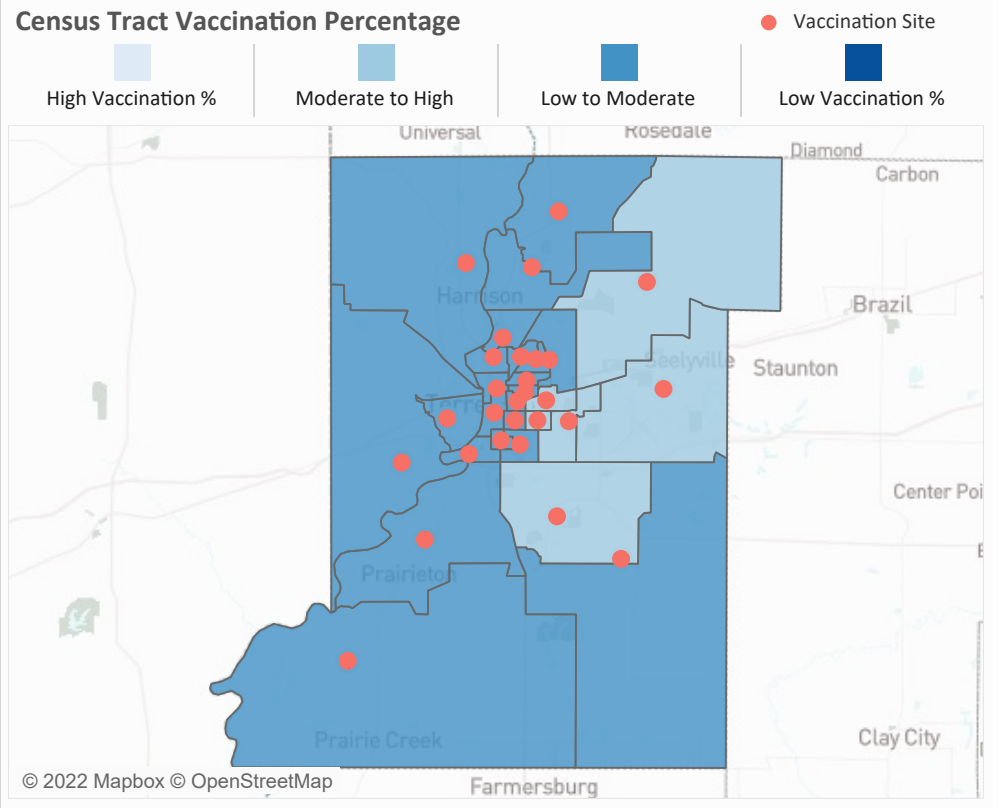 Census Tract Vaccination Percentage
Vaccination Site
High Vaccination %
Moderate to High
Low to Moderate
Low Vaccination %
Universal
Rosedale
Diamond
Carbon
Harrison
Brazil
Seelyville
Staunton
Terre
Center Poi
Prairieton
Prairie Creek
Clay City
© 2022 Mapbox © OpenStreetMap
Farmersburg